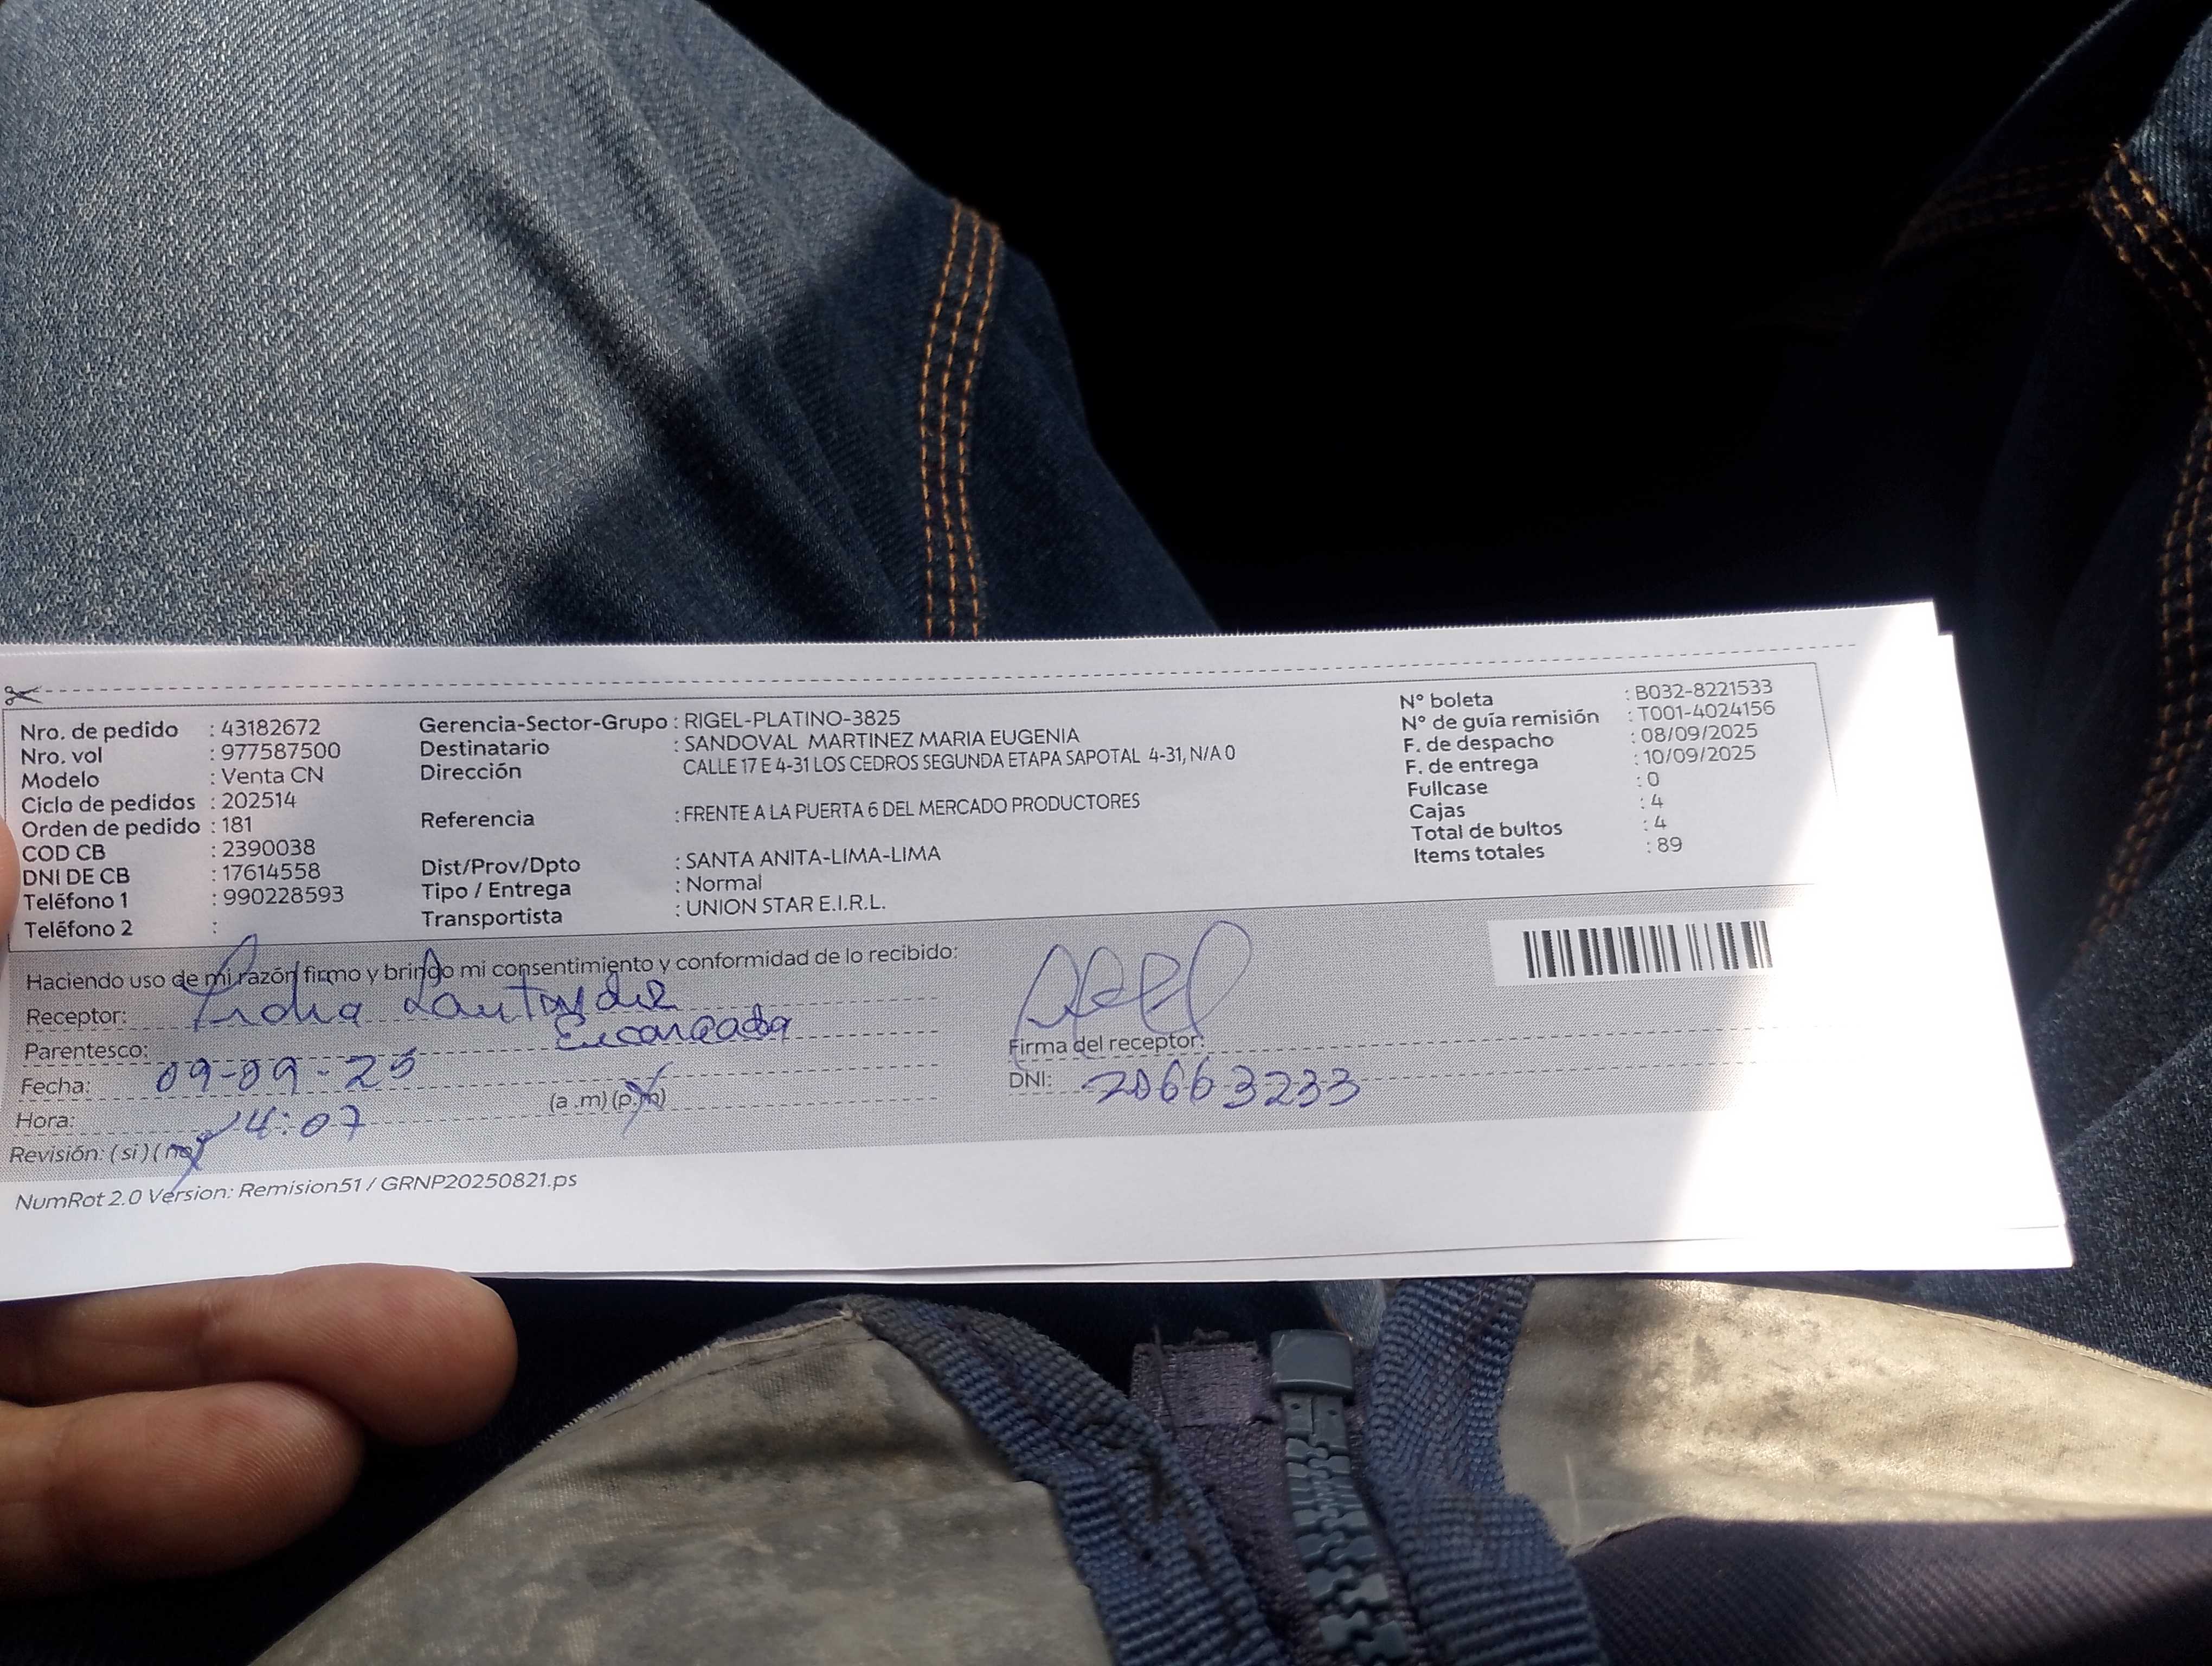 Nro. de pedido : 43182672
Nro. vol : 977587500
Modelo : Venta CN
Ciclo de pedidos : 202514
Orden de pedido : 181
COD CB : 2390038
DNI DE CB : 17614558
Teléfono 1 : 990228593
Teléfono 2 :
Gerencia-Sector-Grupo : RIGEL-PLATINO-3825
Destinatario : SANDOVAL MARTINEZ MARIA EUGENIA
Dirección CALLE 17 E 4-31 LOS CEDROS SEGUNDA ETAPA SAPOTAL 4-31, N/A 0
Referencia : FRENTE A LA PUERTA 6 DEL MERCADO PRODUCTORES
Dist/Prov/Dpto : SANTA ANITA-LIMA-LIMA
Tipo / Entrega : Normal
Transportista : UNION STAR E.I.R.L.
N° boleta : B032-8221533
N° de guía remisión : T001-4024156
F. de despacho : 08/09/2025
F. de entrega : 10/09/2025
Fullcase : 0
Cajas : 4
Total de bultos : 4
Items totales : 89
Haciendo uso de mi razón firmo y brindo mi consentimiento y conformidad de lo recibido:
Receptor:
Parentesco: Encargada
Fecha: 09-09-25
Hora: 14:07 (a .m) (p.m)
Revisión: (si) (no)
Firma del receptor:
DNI: 20663233
NumRot 2.0 Version: Remision51 / GRNP20250821.ps